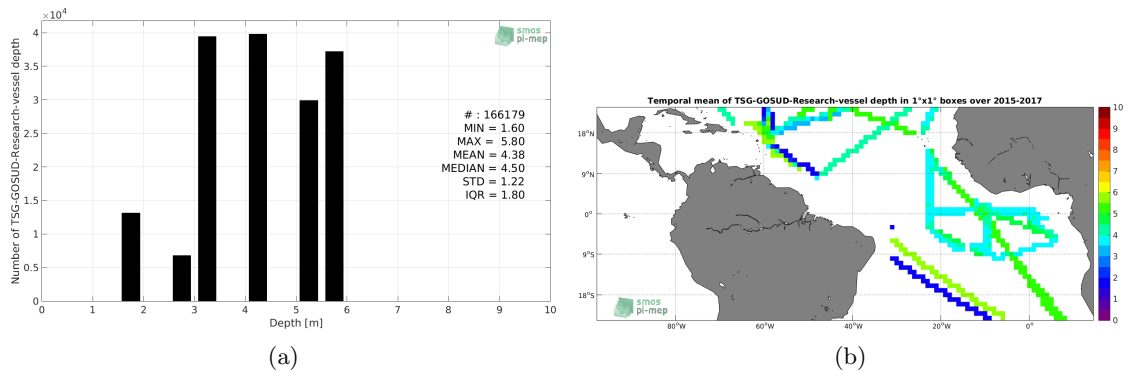 ×10⁴
4
3.5
3
2.5
2
1.5
1
0.5
0
Number of TSG-GOSUD-Research-vessel depth
smos
pi-mep
# : 166179
MIN = 1.60
MAX = 5.80
MEAN = 4.38
MEDIAN = 4.50
STD = 1.22
IQR = 1.80
0 1 2 3 4 5 6 7 8 9 10
Depth [m]
(a)
Temporal mean of TSG-GOSUD-Research-vessel depth in 1°x1° boxes over 2015-2017
18°N
9°N
0°
9°S
18°S
80°W 60°W 40°W 20°W 0°
smos
pi-mep
10
9
8
7
6
5
4
3
2
1
0
(b)